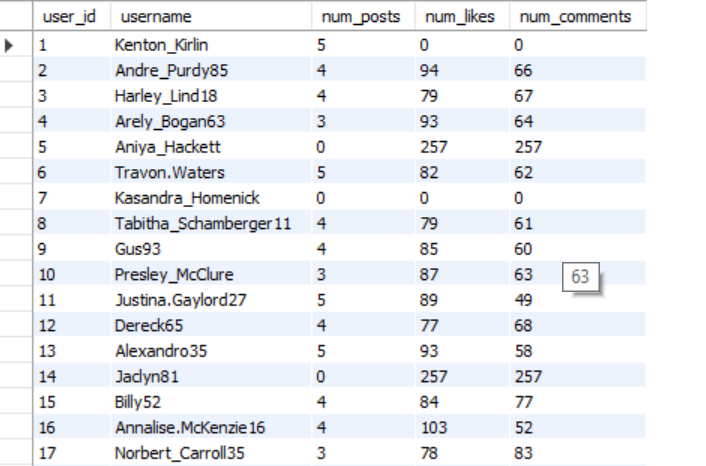 user_id username num_posts num_likes num_comments
1 Kenton_Kirlin 5 0 0
2 Andre_Purdy85 4 94 66
3 Harley_Lind18 4 79 67
4 Arely_Bogan63 3 93 64
5 Aniya_Hackett 0 257 257
6 Travon.Waters 5 82 62
7 Kasandra_Homenick 0 0 0
8 Tabitha_Schamberger11 4 79 61
9 Gus93 4 85 60
10 Presley_McClure 3 87 63 63
11 Justina.Gaylord27 5 89 49
12 Dereck65 4 77 68
13 Alexandro35 5 93 58
14 Jaclyn81 0 257 257
15 Billy52 4 84 77
16 Annalise.McKenzie16 4 103 52
17 Norbert_Carroll35 3 78 83